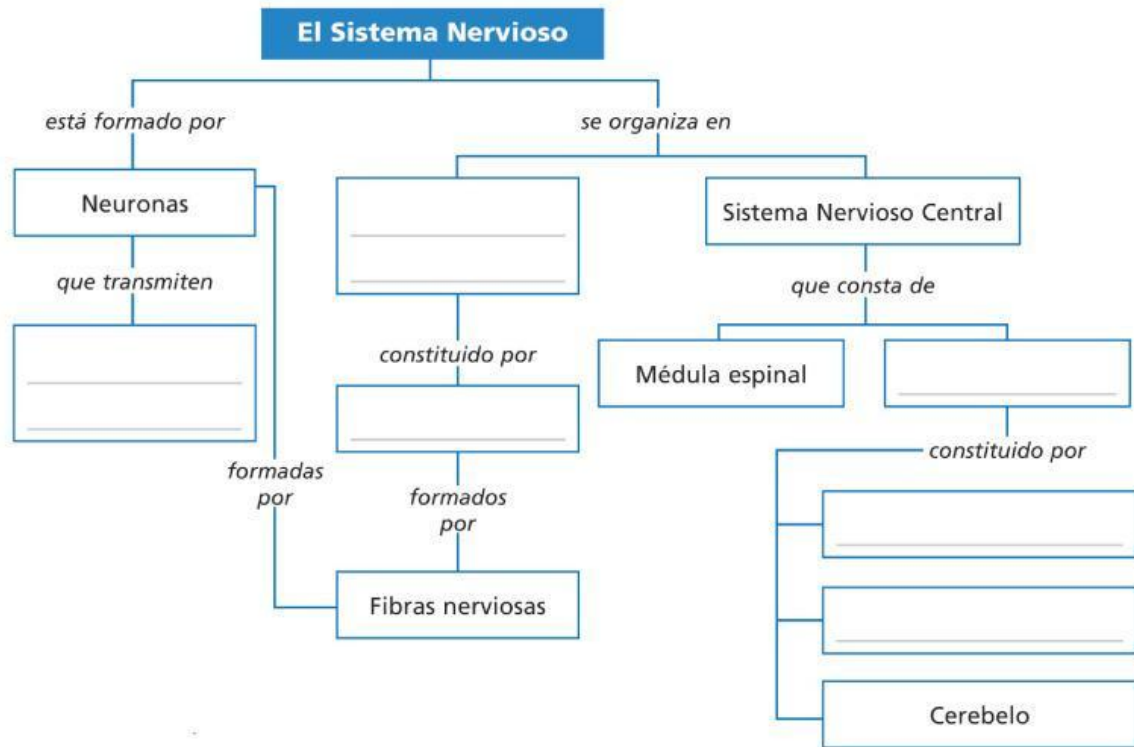 El Sistema Nervioso
está formado por
se organiza en
Neuronas
Sistema Nervioso Central
que transmiten
que consta de
constituido por
Médula espinal
constituido por
formadas
por
formados
por
Fibras nerviosas
Cerebelo